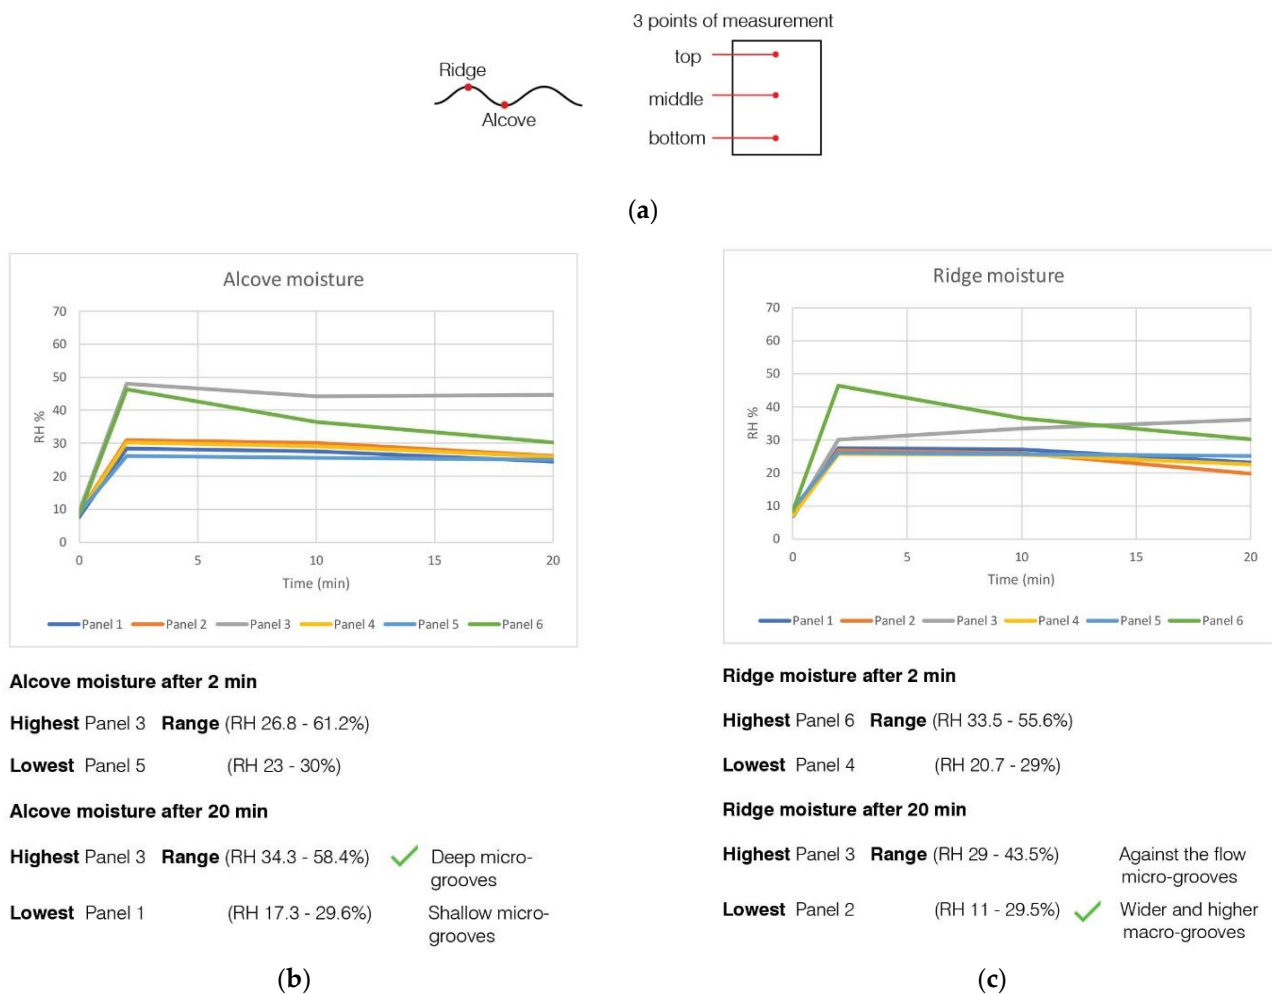 3 points of measurement
top
Ridge
middle
Alcove
bottom
(a)
Alcove moisture
70
60
50
40
30
20
10
0
RH %
0 5 10 15 20
Time (min)
Panel 1 Panel 2 Panel 3 Panel 4 Panel 5 Panel 6
Alcove moisture after 2 min
Highest Panel 3 Range (RH 26.8 - 61.2%)
Lowest Panel 5 (RH 23 - 30%)
Alcove moisture after 20 min
Highest Panel 3 Range (RH 34.3 - 58.4%) Deep micro-
grooves
Lowest Panel 1 (RH 17.3 - 29.6%) Shallow micro-
grooves
(b)
Ridge moisture
70
60
50
40
30
20
10
0
RH %
0 5 10 15 20
Time (min)
Panel 1 Panel 2 Panel 3 Panel 4 Panel 5 Panel 6
Ridge moisture after 2 min
Highest Panel 6 Range (RH 33.5 - 55.6%)
Lowest Panel 4 (RH 20.7 - 29%)
Ridge moisture after 20 min
Highest Panel 3 Range (RH 29 - 43.5%) Against the flow
micro-grooves
Lowest Panel 2 (RH 11 - 29.5%) Wider and higher
macro-grooves
(c)